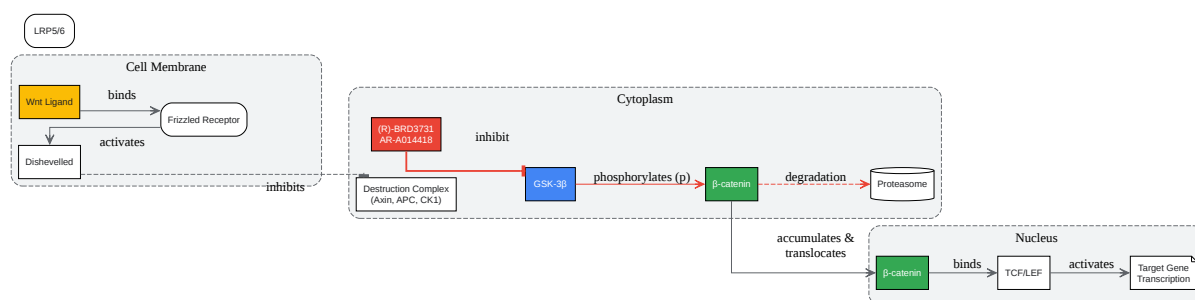 LRP5/6
Cell Membrane
Wnt Ligand
binds
Frizzled Receptor
activates
Dishevelled
inhibits
Cytoplasm
(R)-BRD3731
AR-A014418
inhibit
Destruction Complex
(Axin, APC, CK1)
GSK-3β
phosphorylates (p)
β-catenin
degradation
Proteasome
accumulates &
translocates
Nucleus
β-catenin
binds
TCF/LEF
activates
Target Gene
Transcription